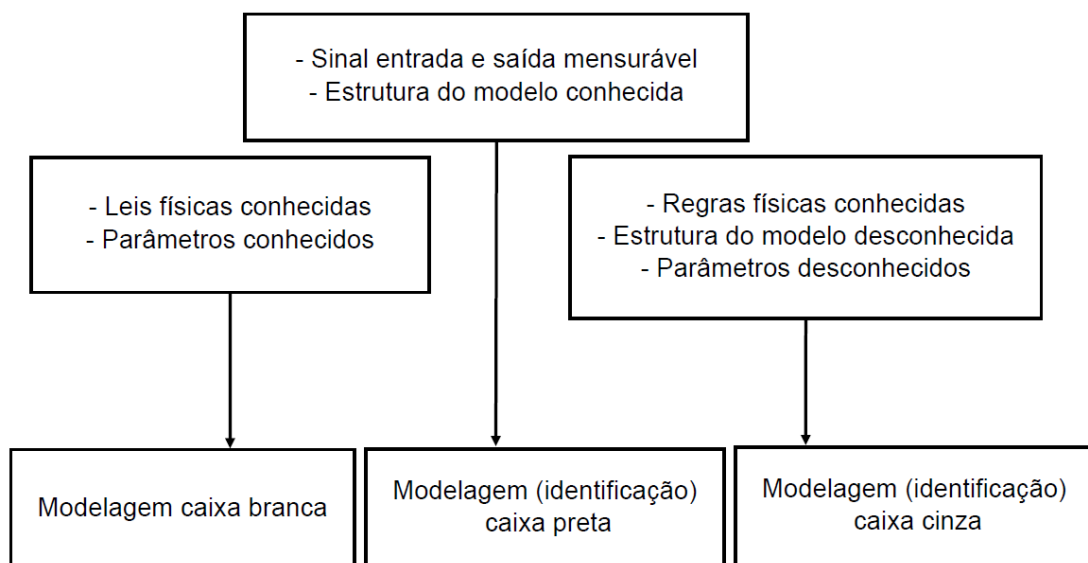 - Sinal entrada e saída mensurável
- Estrutura do modelo conhecida
- Leis físicas conhecidas
- Parâmetros conhecidos
- Regras físicas conhecidas
- Estrutura do modelo desconhecida
- Parâmetros desconhecidos
Modelagem caixa branca
Modelagem (identificação)
caixa preta
Modelagem (identificação)
caixa cinza